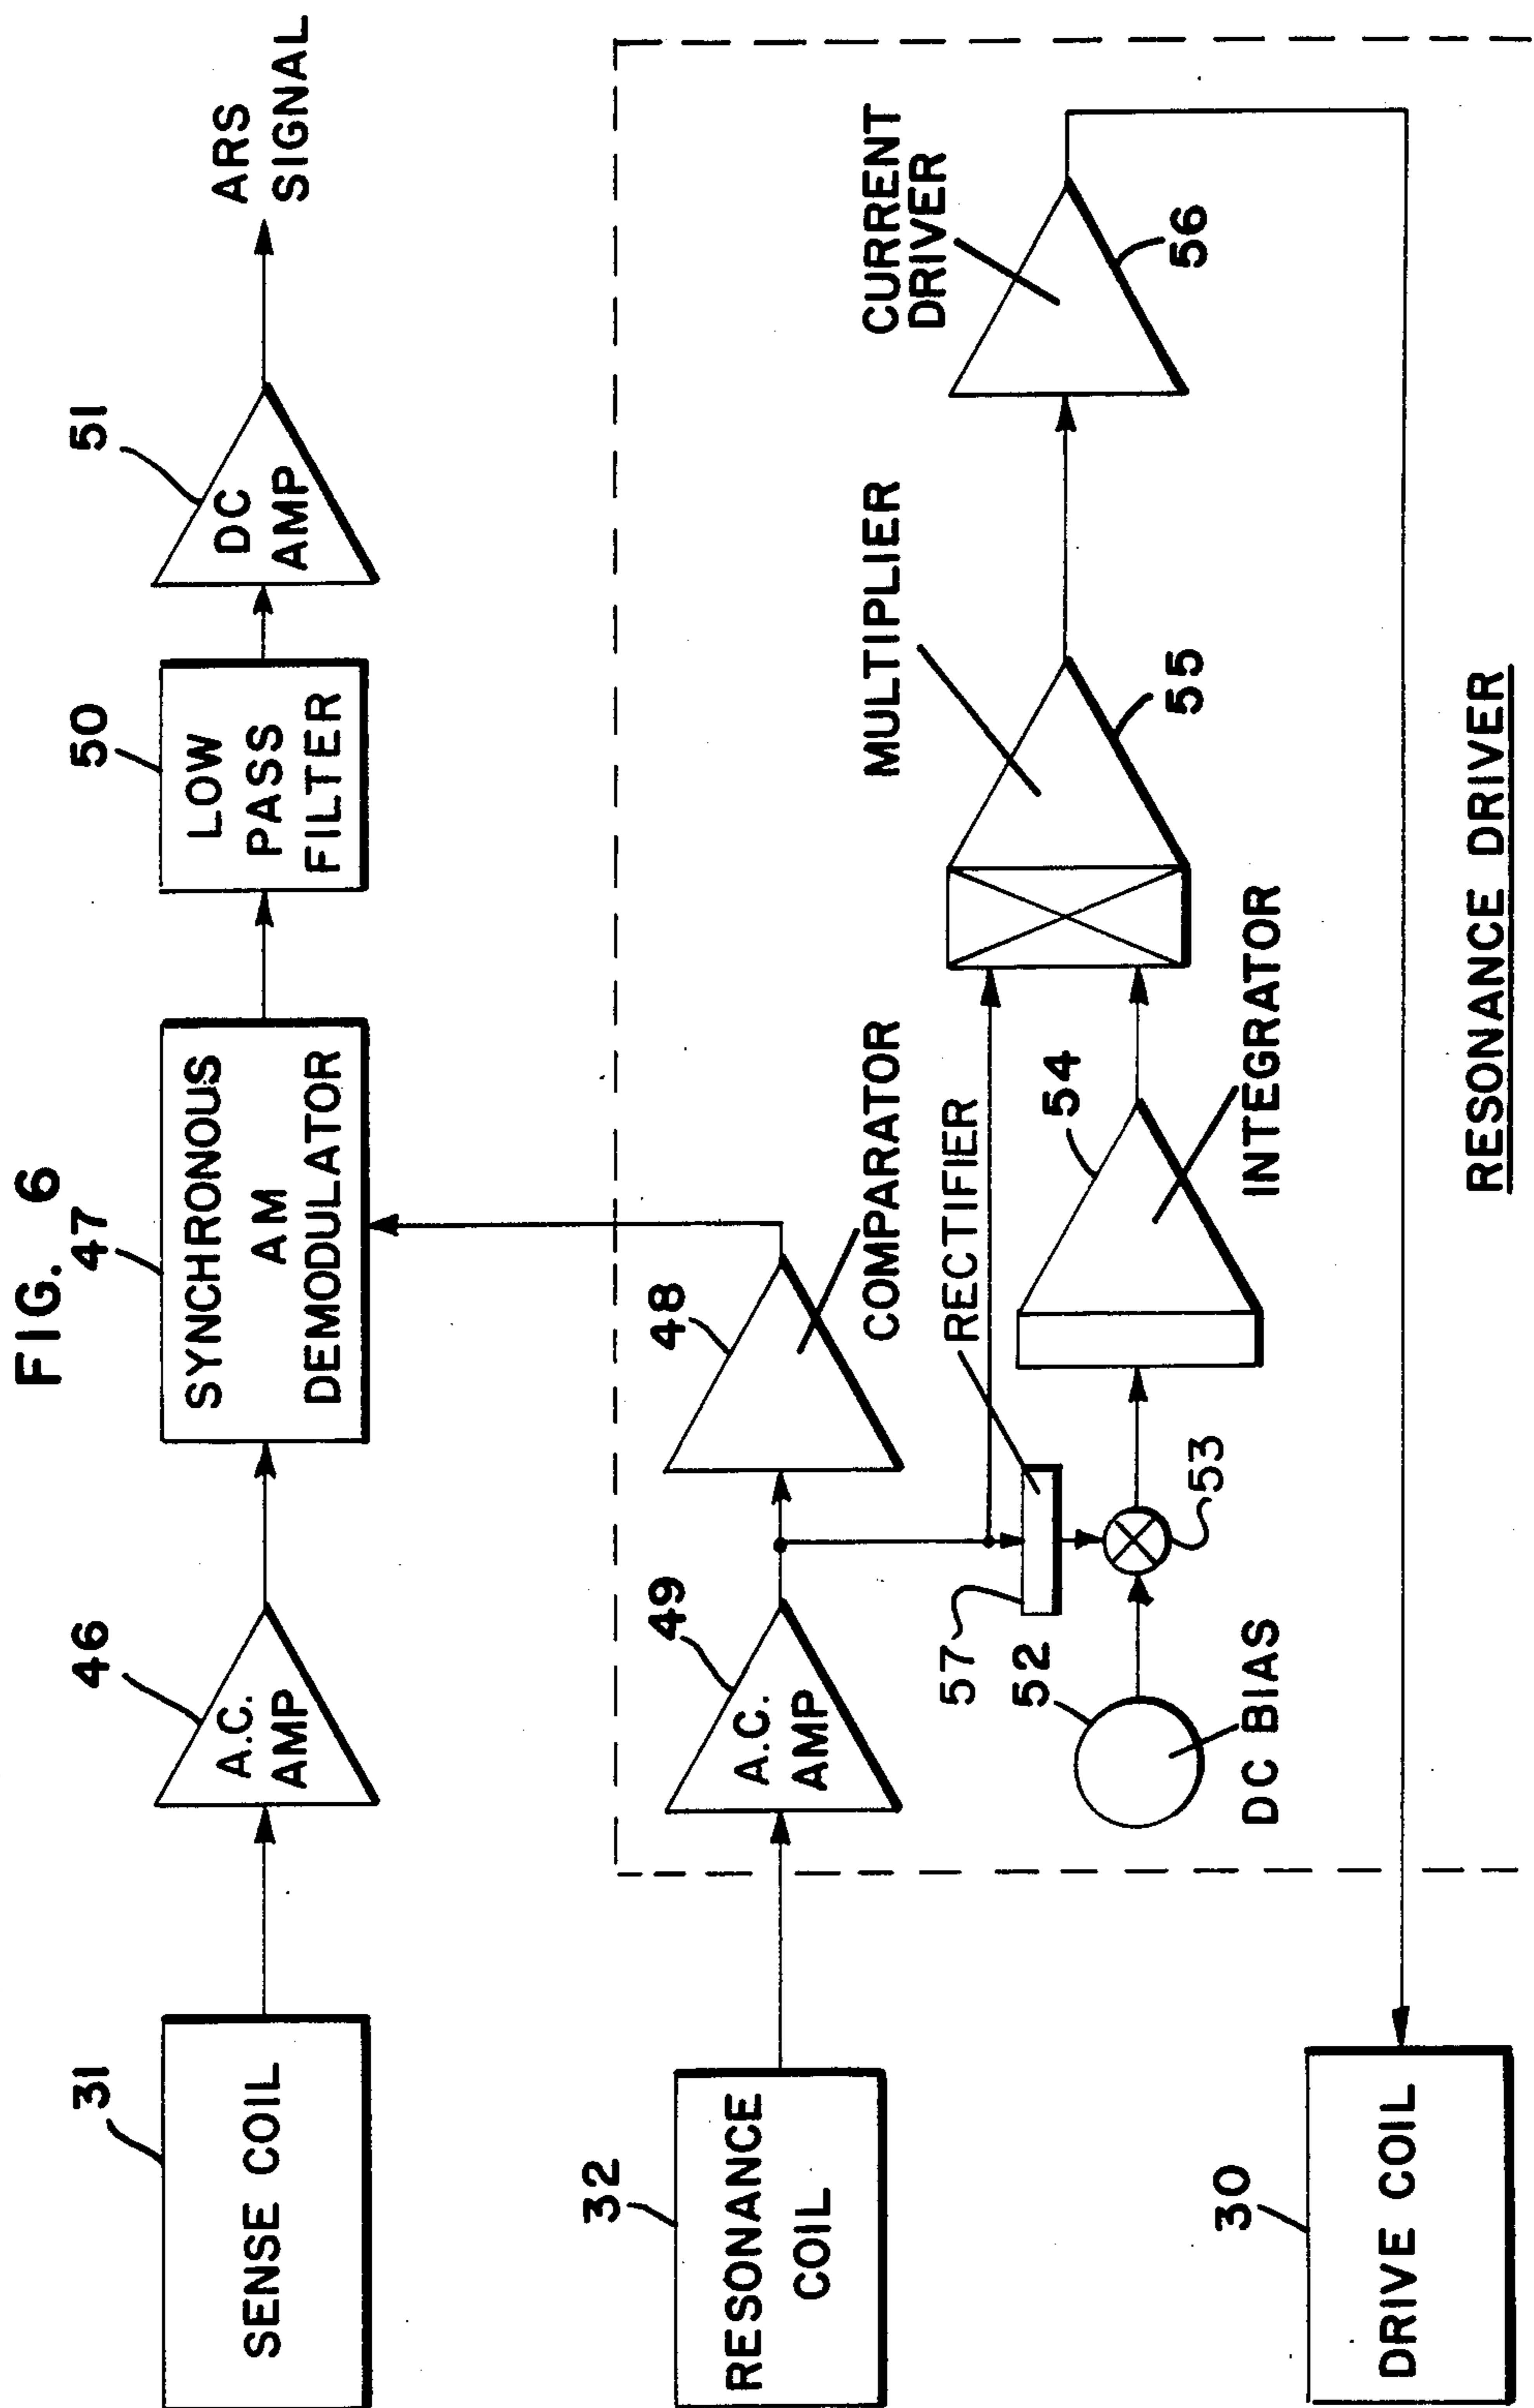 FIG. 6
31
SENSE COIL
46
A.C.
AMP
47
SYNCHRONOUS
AM
DEMODULATOR
50
LOW
PASS
FILTER
51
DC
AMP
ARS
SIGNAL
32
RESONANCE
COIL
49
A.C.
AMP
48
COMPARATOR
RECTIFIER
57
52
DC BIAS
53
54
INTEGRATOR
MULTIPLIER
55
CURRENT
DRIVER
56
30
DRIVE COIL
RESONANCE DRIVER